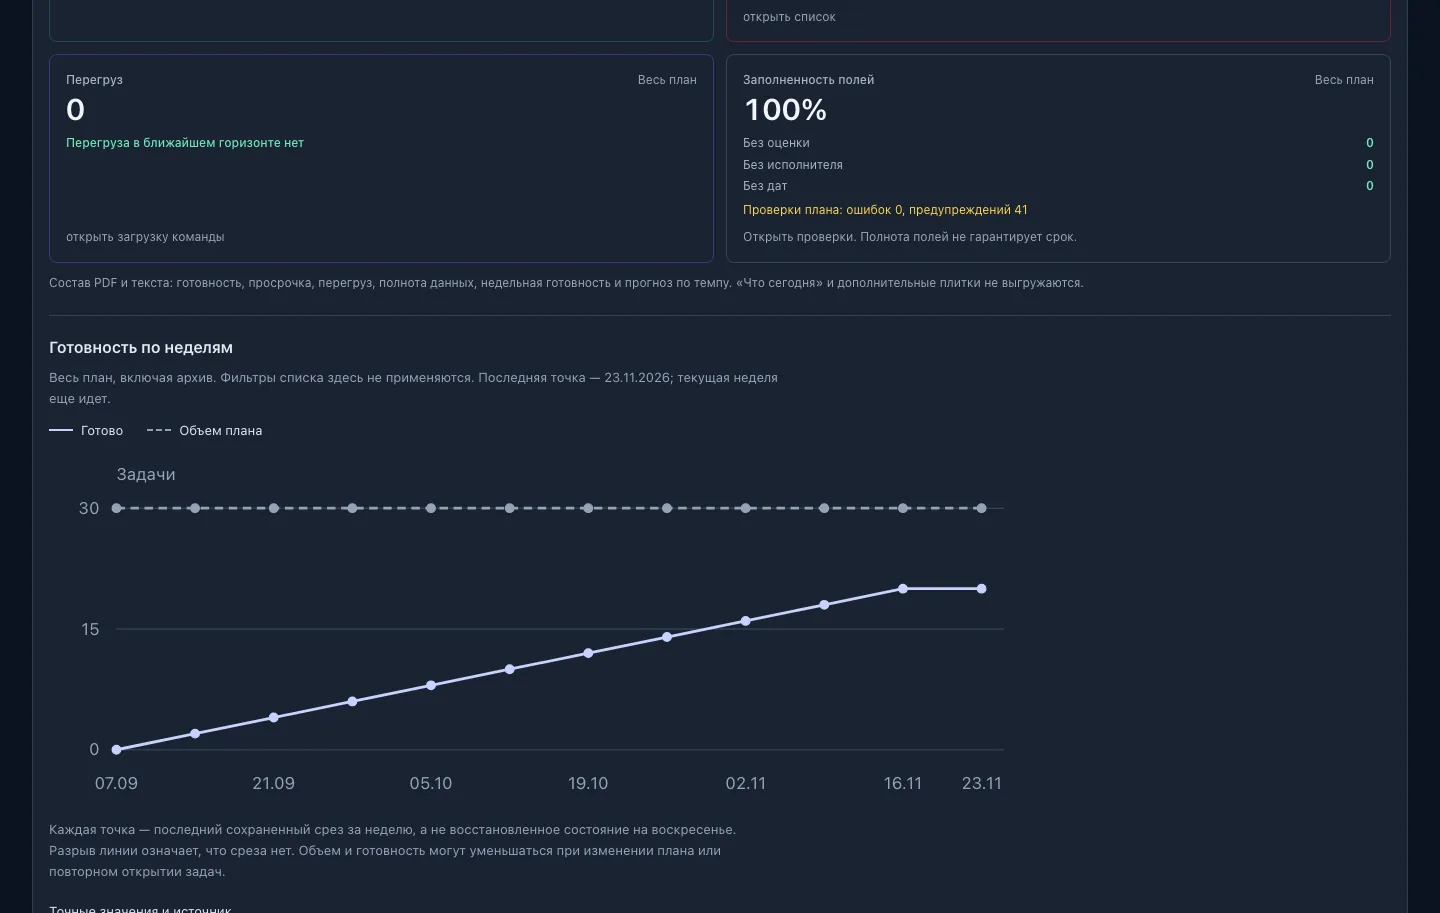 открыть список
Перегруз
Весь план
0
Перегруза в ближайшем горизонте нет
открыть загрузку команды
Заполненность полей
Весь план
100%
Без оценки 0
Без исполнителя 0
Без дат 0
Проверки плана: ошибок 0, предупреждений 41
Открыть проверки. Полнота полей не гарантирует срок.
Состав PDF и текста: готовность, просрочка, перегруз, полнота данных, недельная готовность и прогноз по темпу. «Что сегодня» и дополнительные плитки не выгружаются.
Готовность по неделям
Весь план, включая архив. Фильтры списка здесь не применяются. Последняя точка — 23.11.2026; текущая неделя
еще идет.
Готово Объем плана
Задачи
30
15
0
07.09 21.09 05.10 19.10 02.11 16.11 23.11
Каждая точка — последний сохраненный срез за неделю, а не восстановленное состояние на воскресенье.
Разрыв линии означает, что среза нет. Объем и готовность могут уменьшаться при изменении плана или
повторном открытии задач.
Точные значения и источник